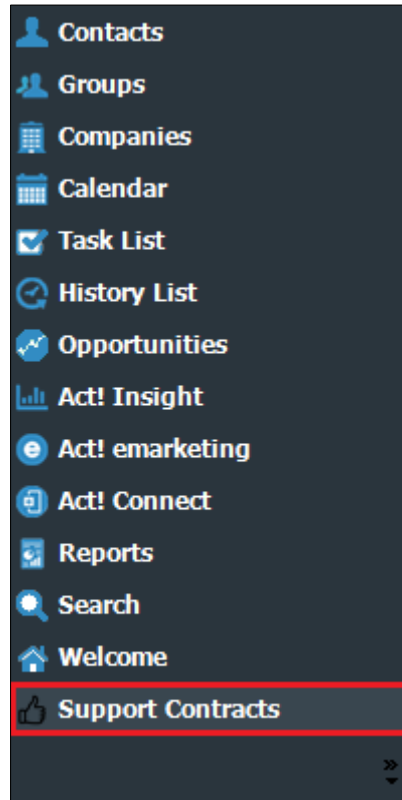 Contacts
Groups
Companies
Calendar
Task List
History List
Opportunities
Act! Insight
Act! emarketing
Act! Connect
Reports
Search
Welcome
Support Contracts